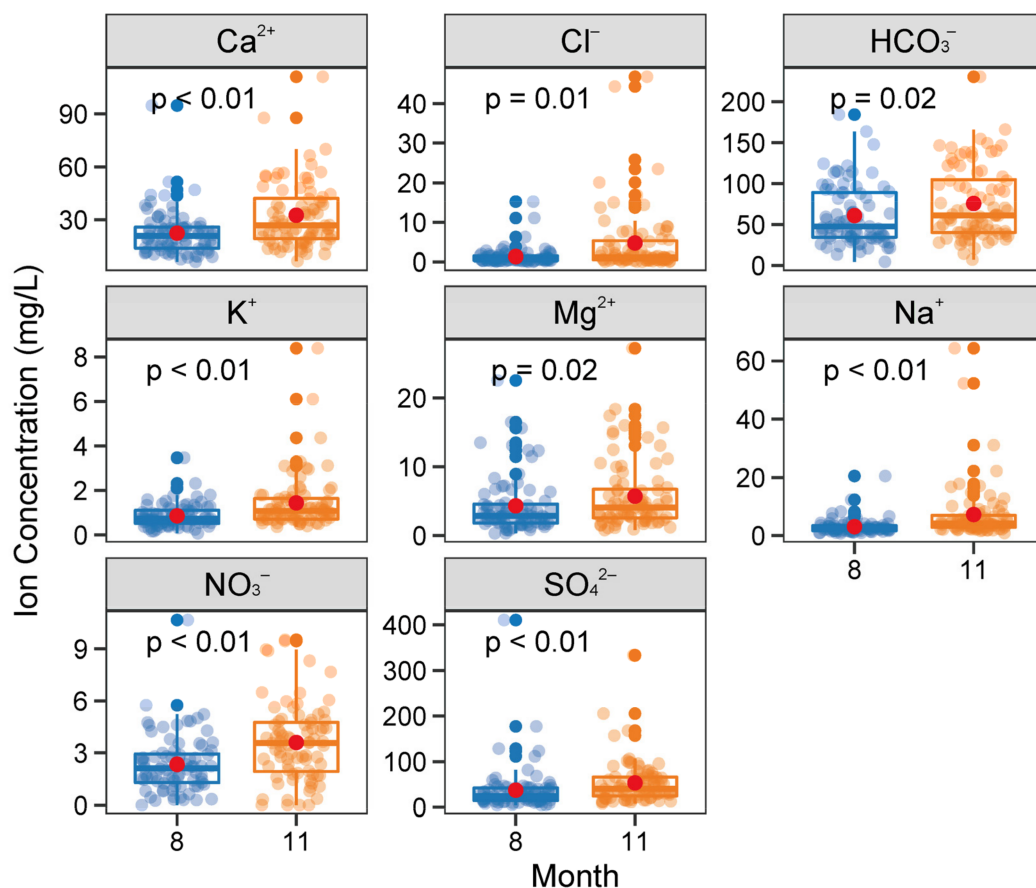 Ca²⁺ Cl⁻ HCO₃⁻
p < 0.01 p = 0.01 p = 0.02
90 60 30
40 30 20 10 0
200 150 100 50 0
K⁺ Mg²⁺ Na⁺
p < 0.01 p = 0.02 p < 0.01
8 6 4 2 0
20 10 0
60 40 20 0
8 11
NO₃⁻ SO₄²⁻
p < 0.01 p < 0.01
9 6 3 0
400 300 200 100 0
8 11 8 11
Ion Concentration (mg/L)
Month